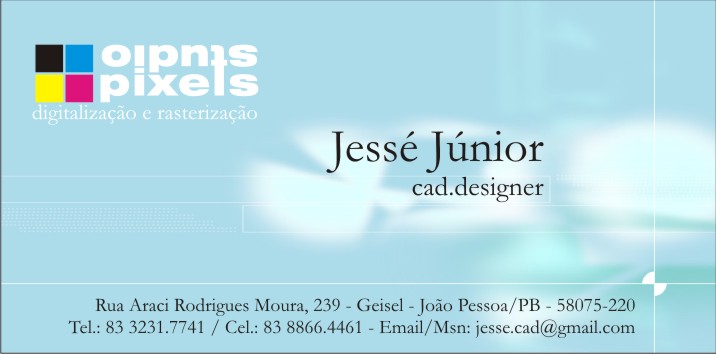 studio
pixels
digitalização e rasterização
Jessé Júnior
cad.designer
Rua Araci Rodrigues Moura, 239 - Geisel - João Pessoa/PB - 58075-220
Tel.: 83 3231.7741 / Cel.: 83 8866.4461 - Email/Msn: jesse.cad@gmail.com